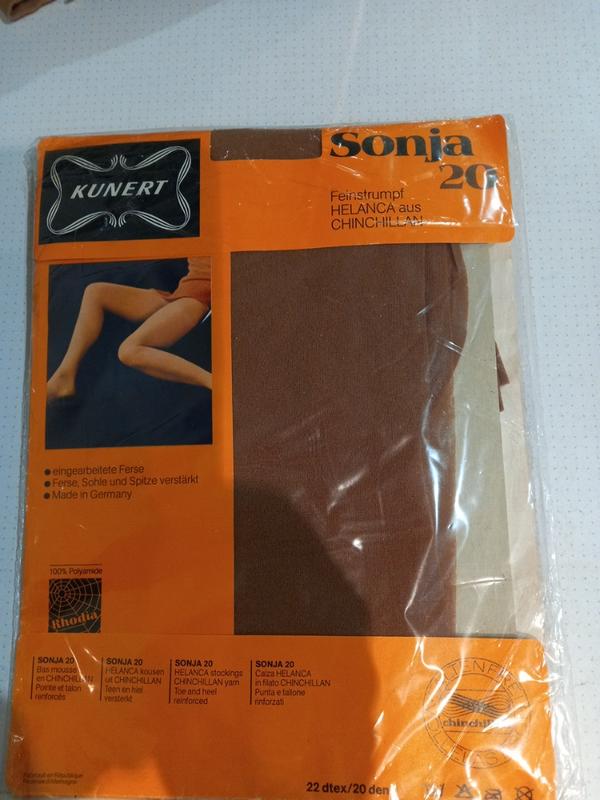 KUNERT
Sonja
20
Feinstrumpf
HELANCA aus
CHINCHILLAN
● eingearbeitete Ferse
● Ferse, Sohle und Spitze verstärkt
● Made in Germany
100% Polyamide
Rhodia
SONJA 20
Bas mousse
en CHINCHILLAN
Pointe et talon
renforcés
SONJA 20
HELANCA kousen
uit CHINCHILLAN
Teen en hiel
versterkt
SONJA 20
HELANCA stockings
CHINCHILLAN yarn
Toe and heel
reinforced
SONJA 20
Calza HELANCA
in filato CHINCHILLAN
Punta e tallone
rinforzati
22 dtex/20 den